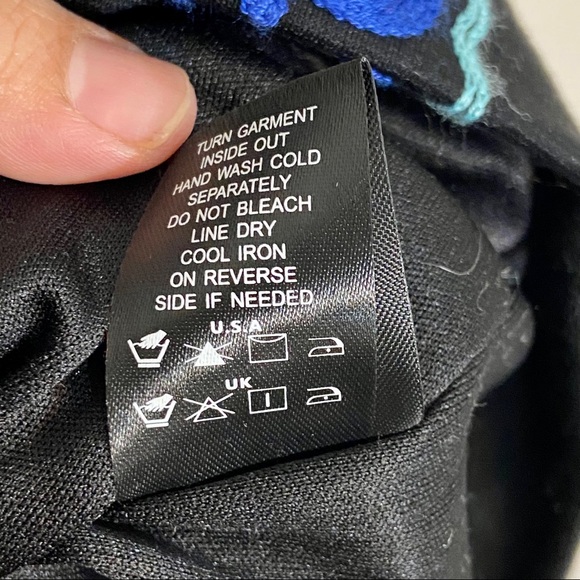 TURN GARMENT
INSIDE OUT
HAND WASH COLD
SEPARATELY
DO NOT BLEACH
LINE DRY
COOL IRON
ON REVERSE
SIDE IF NEEDED
U.S.A
UK